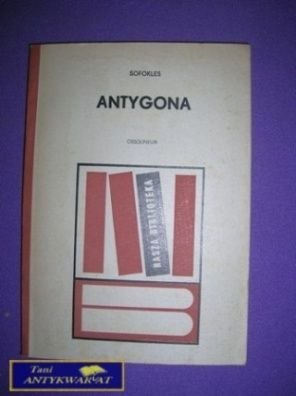 SOFOKLES
ANTYGONA
OSSOLINEUM
NASZA BIBLIOTEKA
Tani
ANTYKWARIAT